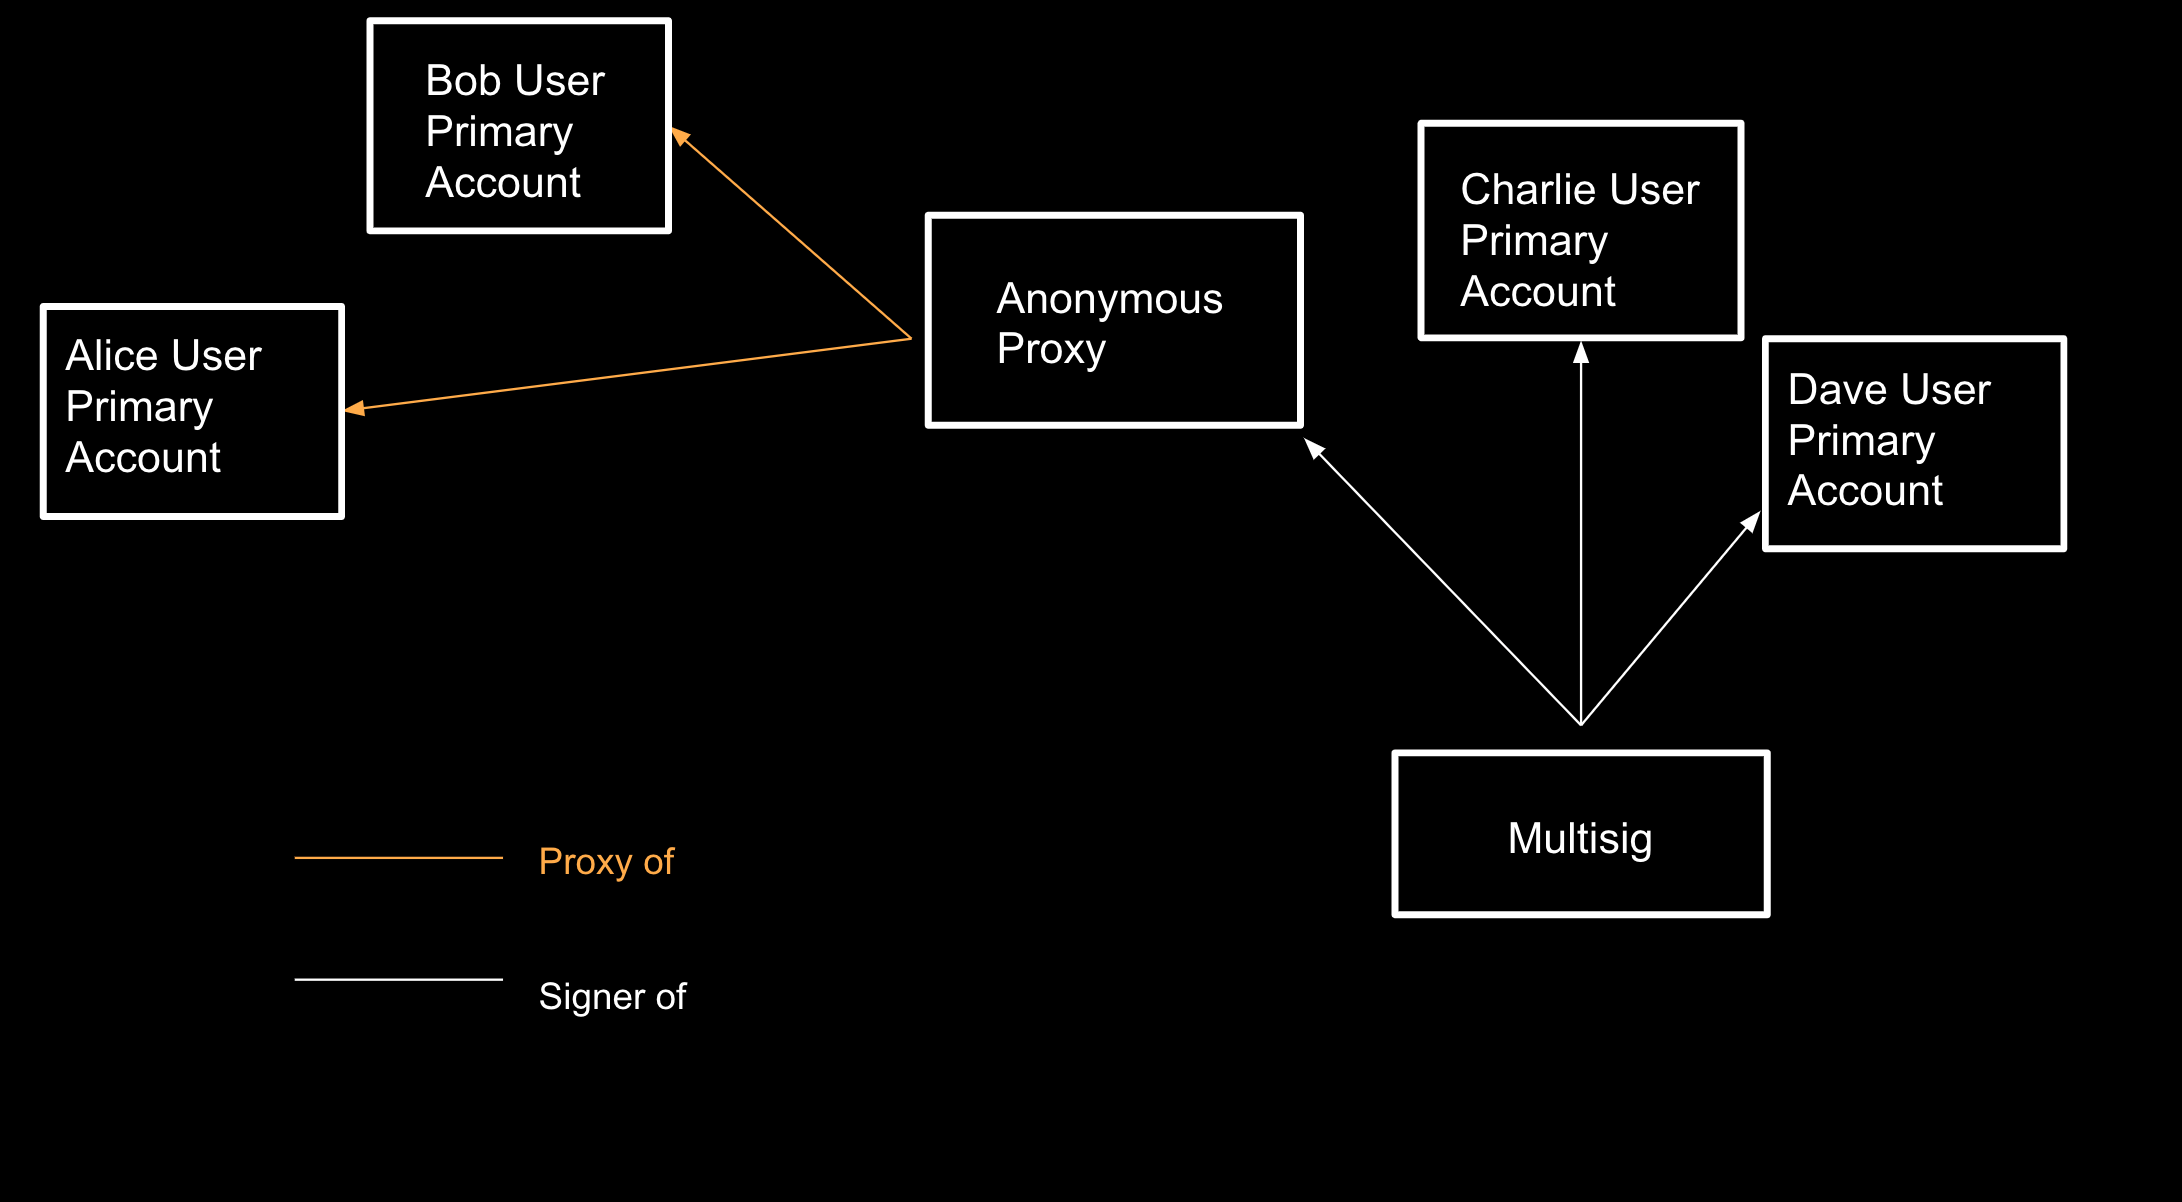 Bob User
Primary
Account
Charlie User
Primary
Account
Anonymous
Proxy
Alice User
Primary
Account
Dave User
Primary
Account
Multisig
Proxy of
Signer of